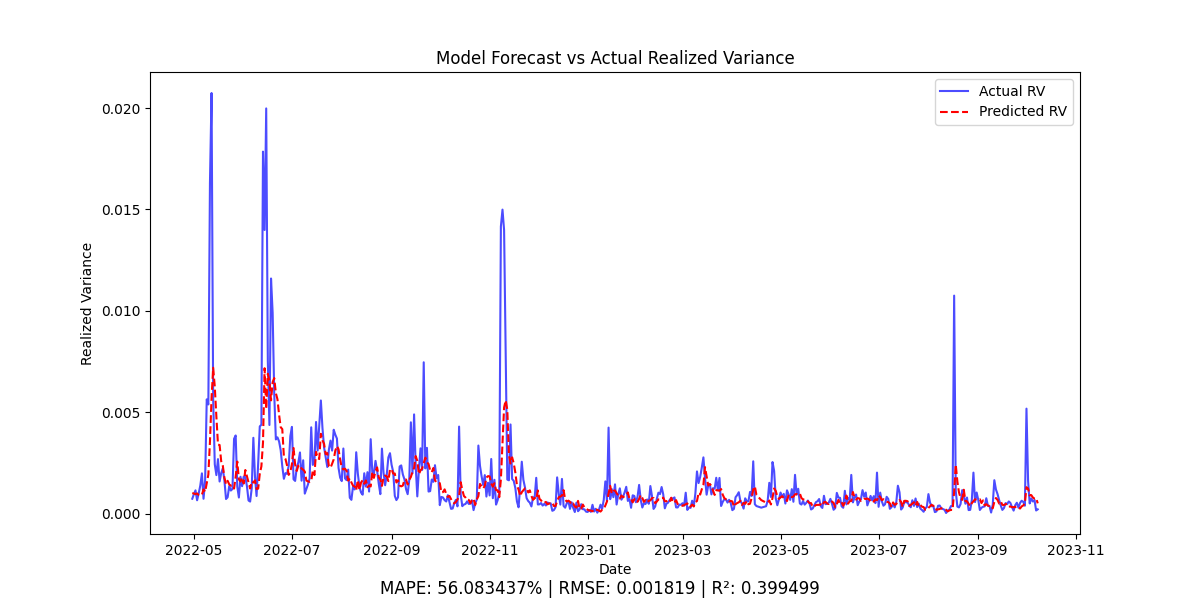 Model Forecast vs Actual Realized Variance
Actual RV
Predicted RV
Realized Variance
0.020
0.015
0.010
0.005
0.000
2022-05
2022-07
2022-09
2022-11
2023-01
2023-03
2023-05
2023-07
2023-09
2023-11
Date
MAPE: 56.083437% | RMSE: 0.001819 | R²: 0.399499